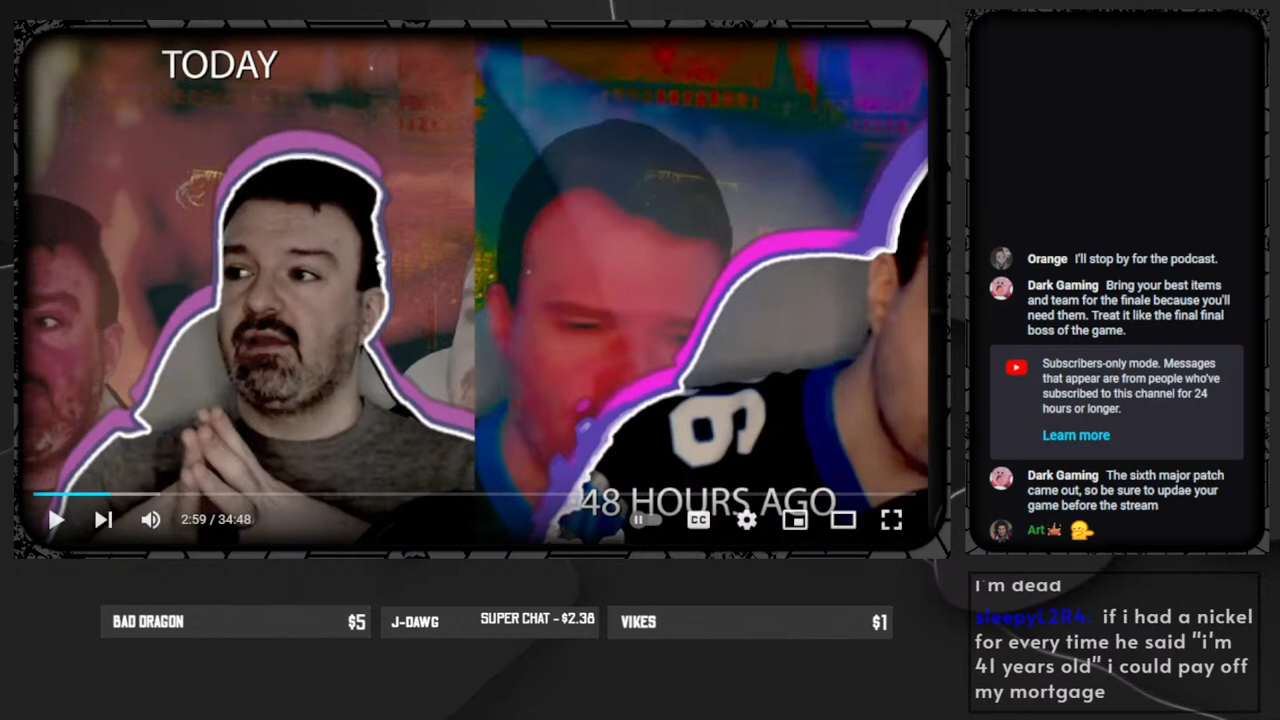 TODAY
48 HOURS AGO
2:59 / 34:48
CC
6
Orange I'll stop by for the podcast.
Dark Gaming Bring your best items
and team for the finale because you'll
need them. Treat it like the final final
boss of the game.
Subscribers-only mode. Messages
that appear are from people who've
subscribed to this channel for 24
hours or longer.
Learn more
Dark Gaming The sixth major patch
came out, so be sure to updae your
game before the stream
Art
BAD DRAGON $5
J-DAWG SUPER CHAT - $2.38
VIKES $1
I'm dead
sleepyL2R4: if i had a nickel
for every time he said "i'm
41 years old" i could pay off
my mortgage